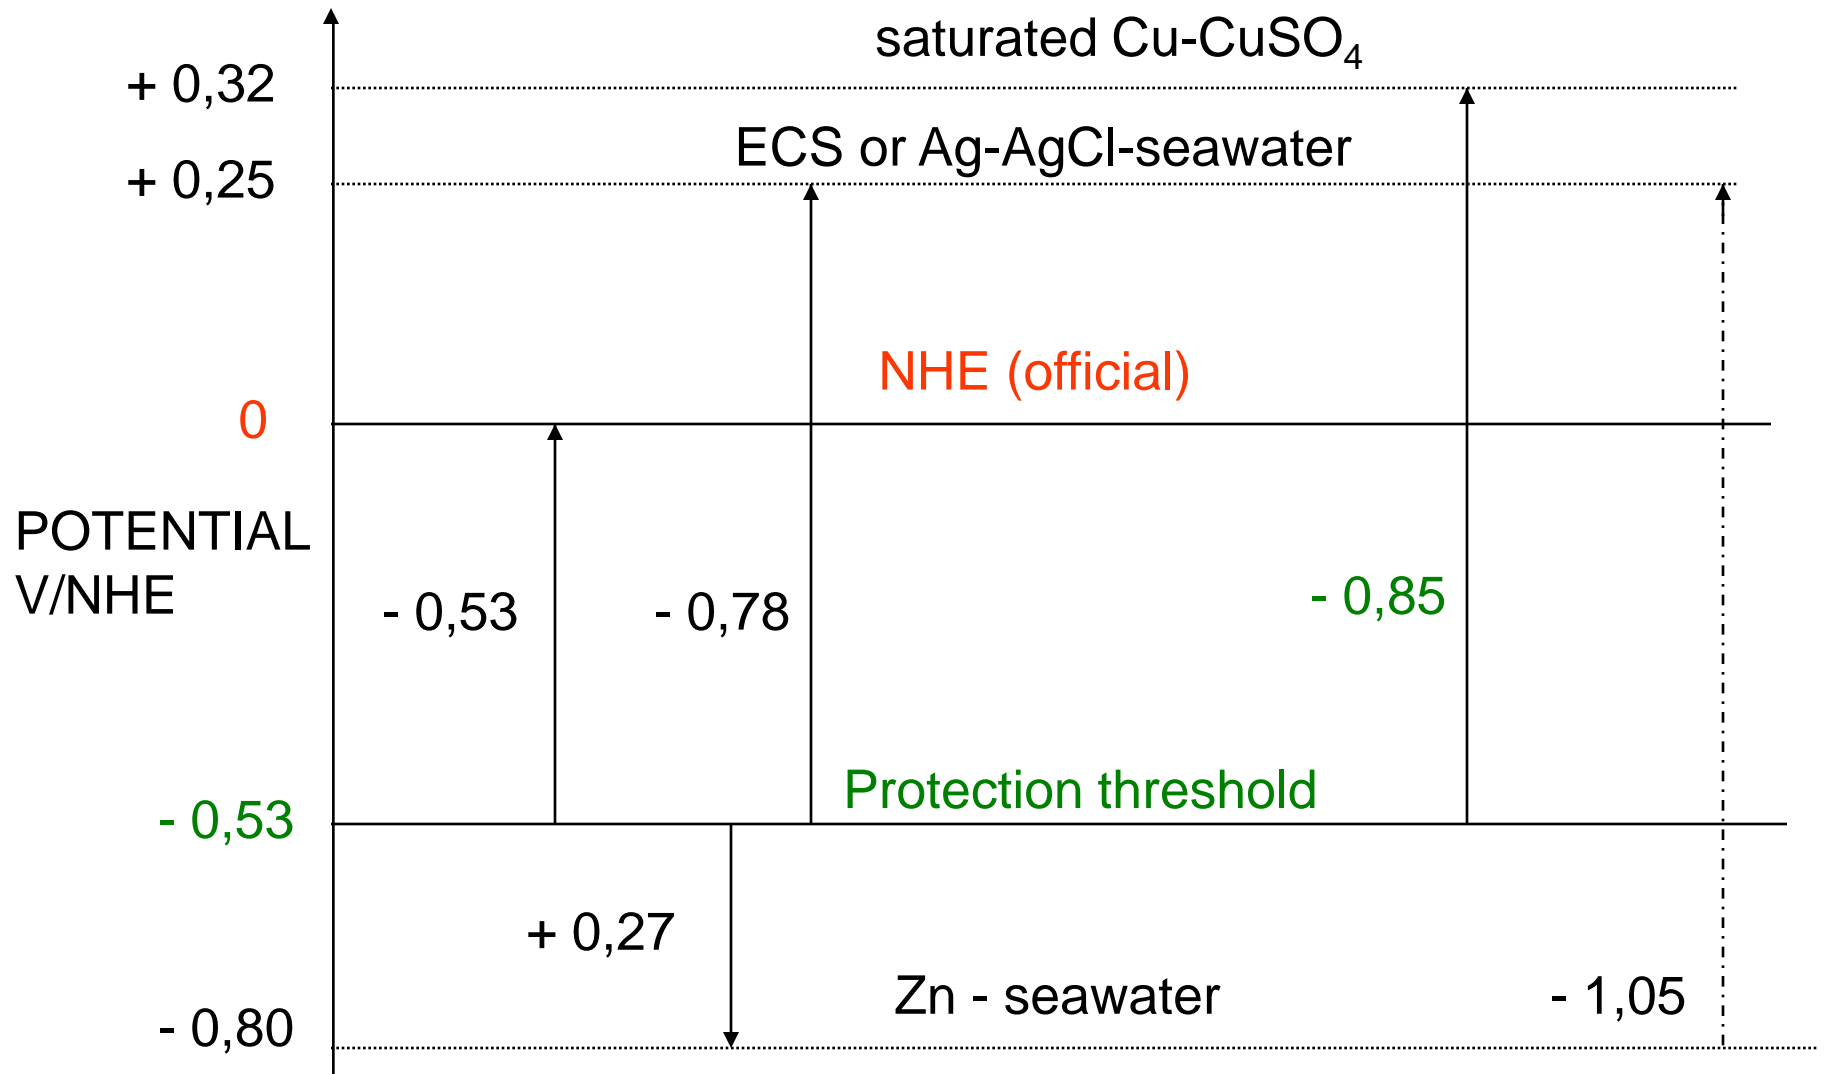 saturated Cu-CuSO₄
+ 0,32
ECS or Ag-AgCl-seawater
+ 0,25
NHE (official)
0
POTENTIAL
V/NHE
- 0,53
- 0,78
- 0,85
Protection threshold
- 0,53
+ 0,27
Zn - seawater
- 1,05
- 0,80